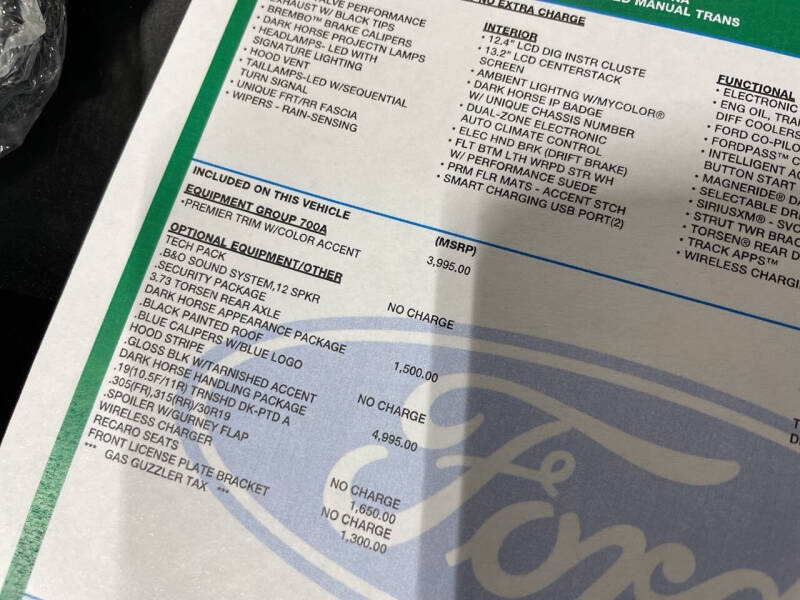 NO EXTRA CHARGE
MANUAL TRANS
VALVE PERFORMANCE
EXHAUST W/ BLACK TIPS
• BREMBO™ BRAKE CALIPERS
• DARK HORSE PROJECTN LAMPS
HEADLAMPS- LED WITH
SIGNATURE LIGHTING
• HOOD VENT
• TAILLAMPS-LED W/SEQUENTIAL
TURN SIGNAL
• UNIQUE FRT/RR FASCIA
• WIPERS - RAIN-SENSING
INTERIOR
• 12.4" LCD DIG INSTR CLUSTE
• 13.2" LCD CENTERSTACK
SCREEN
• AMBIENT LIGHTNG W/MYCOLOR®
• DARK HORSE IP BADGE
W/ UNIQUE CHASSIS NUMBER
• DUAL-ZONE ELECTRONIC
AUTO CLIMATE CONTROL
• ELEC HND BRK (DRIFT BRAKE)
• FLT BTM LTH WRPD STR WH
W/ PERFORMANCE SUEDE
• PRM FLR MATS - ACCENT STCH
• SMART CHARGING USB PORT(2)
FUNCTIONAL
• ELECTRONIC
• ENG OIL, TRA
DIFF COOLERS
• FORD CO-PILO
• FORDPASS™ C
• INTELLIGENT A
BUTTON START
• MAGNERIDE® DA
• SELECTABLE DR
• SIRIUSXM® - SVC
• STRUT TWR BRAC
• TORSEN® REAR D
• TRACK APPS™
• WIRELESS CHARGI
INCLUDED ON THIS VEHICLE
(MSRP)
EQUIPMENT GROUP 700A
•PREMIER TRIM W/COLOR ACCENT 3,995.00
OPTIONAL EQUIPMENT/OTHER
TECH PACK
.B&O SOUND SYSTEM,12 SPKR
.SECURITY PACKAGE
3.73 TORSEN REAR AXLE NO CHARGE
DARK HORSE APPEARANCE PACKAGE 1,500.00
.BLACK PAINTED ROOF
.BLUE CALIPERS W/BLUE LOGO
HOOD STRIPE NO CHARGE
.GLOSS BLK W/TARNISHED ACCENT
DARK HORSE HANDLING PACKAGE 4,995.00
.19(10.5F/11R) TRNSHD DK-PTD A
.305(FR),315(RR)/30R19
.SPOILER W/GURNEY FLAP
WIRELESS CHARGER NO CHARGE
RECARO SEATS 1,650.00
FRONT LICENSE PLATE BRACKET NO CHARGE
*** GAS GUZZLER TAX *** 1,300.00
Ford